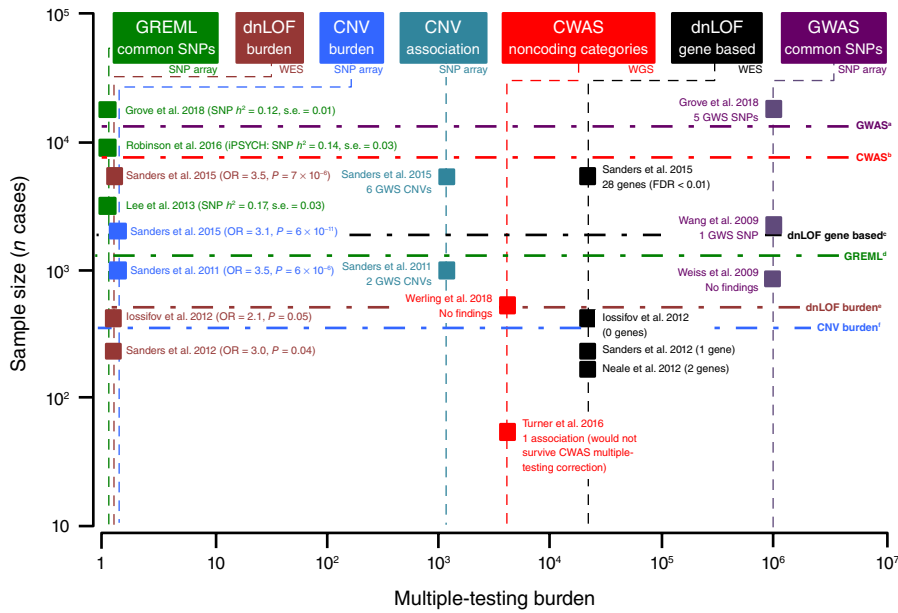 GREML
common SNPs
dnLOF
burden
CNV
burden
CNV
association
CWAS
noncoding categories
dnLOF
gene based
GWAS
common SNPs
SNP array
WES
SNP array
SNP array
WGS
WES
SNP array
Sample size (n cases)
10⁵
10⁴
10³
10²
10
Grove et al. 2018 (SNP h² = 0.12, s.e. = 0.01)
Grove et al. 2018
5 GWS SNPs
GWASᵃ
Robinson et al. 2016 (iPSYCH: SNP h² = 0.14, s.e. = 0.03)
CWASᵇ
Sanders et al. 2015 (OR = 3.5, P = 7 × 10⁻⁶)
Sanders et al. 2015
6 GWS CNVs
Sanders et al. 2015
28 genes (FDR < 0.01)
Lee et al. 2013 (SNP h² = 0.17, s.e. = 0.03)
Sanders et al. 2015 (OR = 3.1, P = 6 × 10⁻¹¹)
Wang et al. 2009
1 GWS SNP
dnLOF gene basedᶜ
GREMLᵈ
Sanders et al. 2011 (OR = 3.5, P = 6 × 10⁻⁶)
Sanders et al. 2011
2 GWS CNVs
Weiss et al. 2009
No findings
Werling et al. 2018
No findings
dnLOF burdenᵉ
Iossifov et al. 2012 (OR = 2.1, P = 0.05)
Iossifov et al. 2012
(0 genes)
CNV burdenᶠ
Sanders et al. 2012 (OR = 3.0, P = 0.04)
Sanders et al. 2012 (1 gene)
Neale et al. 2012 (2 genes)
Turner et al. 2016
1 association (would not
survive CWAS multiple-
testing correction)
1
10
10²
10³
10⁴
10⁵
10⁶
10⁷
Multiple-testing burden